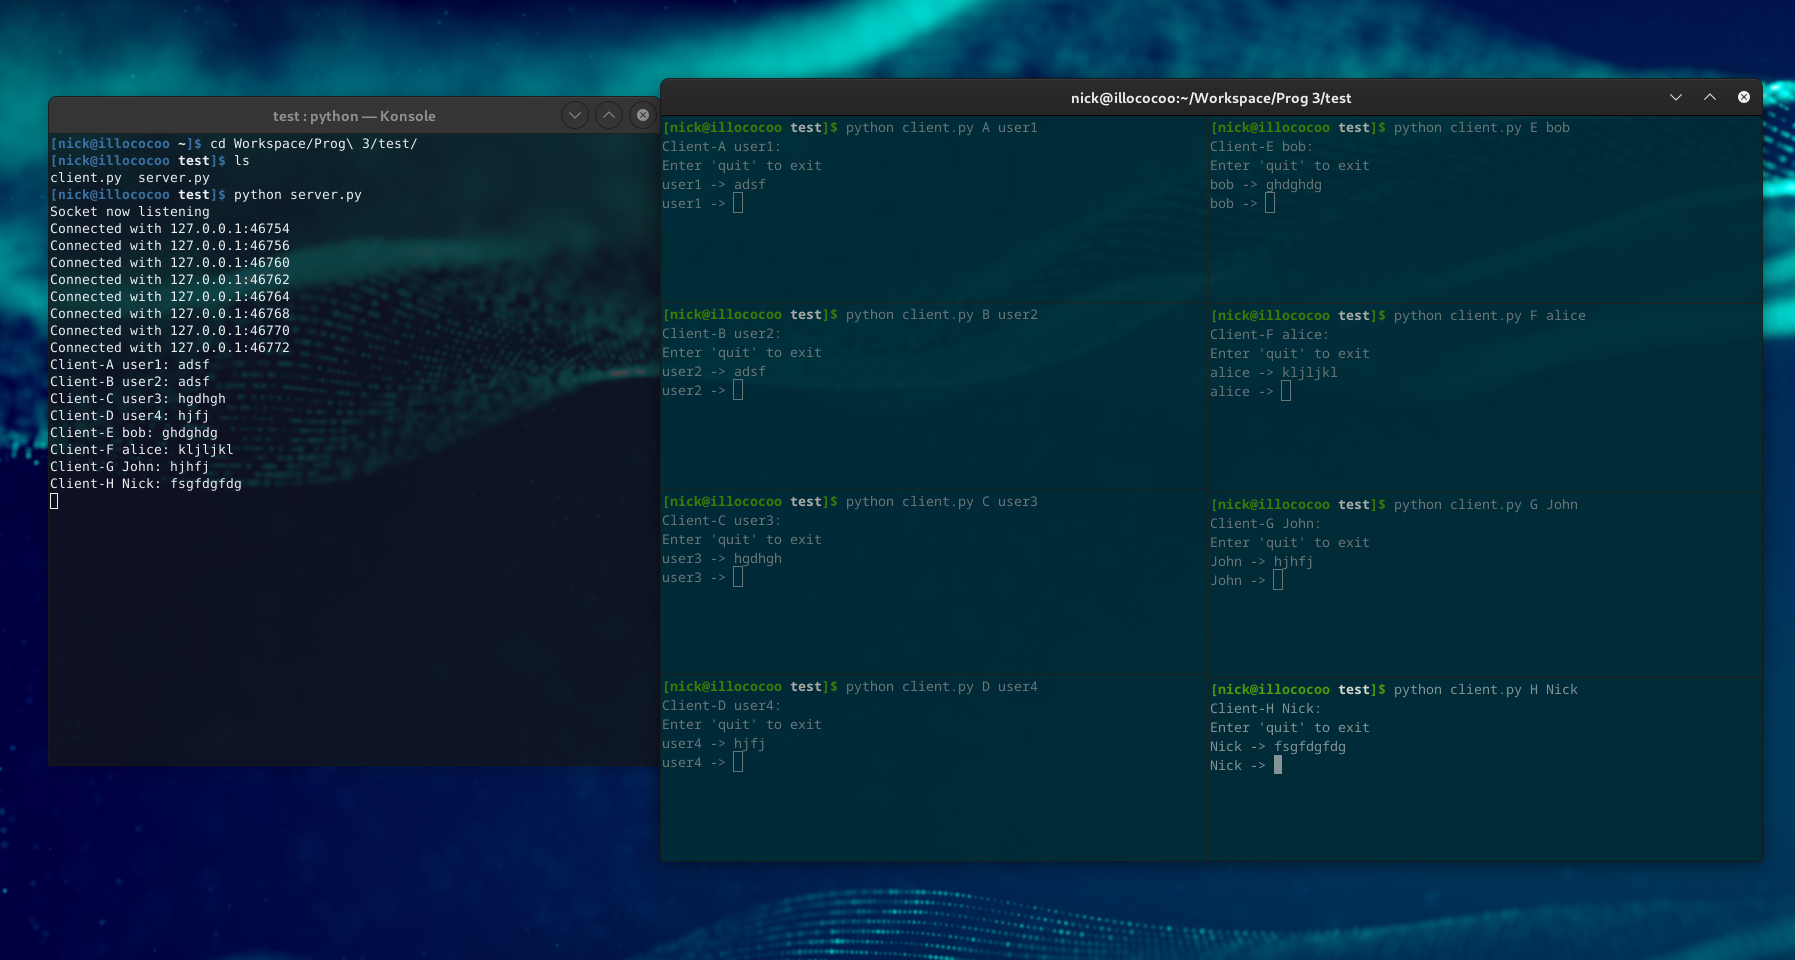 test : python — Konsole
[nick@illococoo ~]$ cd Workspace/Prog\ 3/test/
[nick@illococoo test]$ ls
client.py  server.py
[nick@illococoo test]$ python server.py
Socket now listening
Connected with 127.0.0.1:46754
Connected with 127.0.0.1:46756
Connected with 127.0.0.1:46760
Connected with 127.0.0.1:46762
Connected with 127.0.0.1:46764
Connected with 127.0.0.1:46768
Connected with 127.0.0.1:46770
Connected with 127.0.0.1:46772
Client-A user1: adsf
Client-B user2: adsf
Client-C user3: hgdhgh
Client-D user4: hjfj
Client-E bob: ghdghdg
Client-F alice: kljljkl
Client-G John: hjhfj
Client-H Nick: fsgfdgfdg
nick@illococoo:~/Workspace/Prog 3/test
[nick@illococoo test]$ python client.py A user1
Client-A user1:
Enter 'quit' to exit
user1 -> adsf
user1 ->
[nick@illococoo test]$ python client.py B user2
Client-B user2:
Enter 'quit' to exit
user2 -> adsf
user2 ->
[nick@illococoo test]$ python client.py C user3
Client-C user3:
Enter 'quit' to exit
user3 -> hgdhgh
user3 ->
[nick@illococoo test]$ python client.py D user4
Client-D user4:
Enter 'quit' to exit
user4 -> hjfj
user4 ->
[nick@illococoo test]$ python client.py E bob
Client-E bob:
Enter 'quit' to exit
bob -> ghdghdg
bob ->
[nick@illococoo test]$ python client.py F alice
Client-F alice:
Enter 'quit' to exit
alice -> kljljkl
alice ->
[nick@illococoo test]$ python client.py G John
Client-G John:
Enter 'quit' to exit
John -> hjhfj
John ->
[nick@illococoo test]$ python client.py H Nick
Client-H Nick:
Enter 'quit' to exit
Nick -> fsgfdgfdg
Nick ->